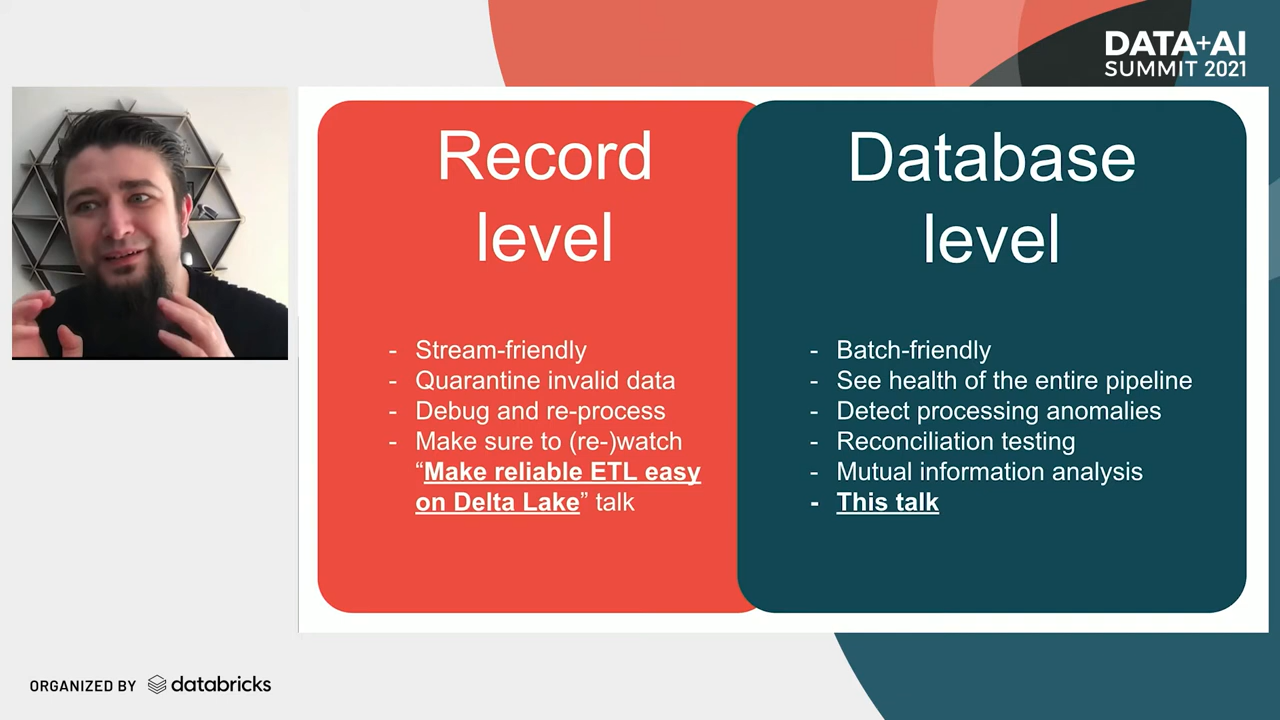 DATA+AI
SUMMIT 2021
Record
level
- Stream-friendly
- Quarantine invalid data
- Debug and re-process
- Make sure to (re-)watch
“Make reliable ETL easy
on Delta Lake” talk
Database
level
- Batch-friendly
- See health of the entire pipeline
- Detect processing anomalies
- Reconciliation testing
- Mutual information analysis
- This talk
ORGANIZED BY databricks